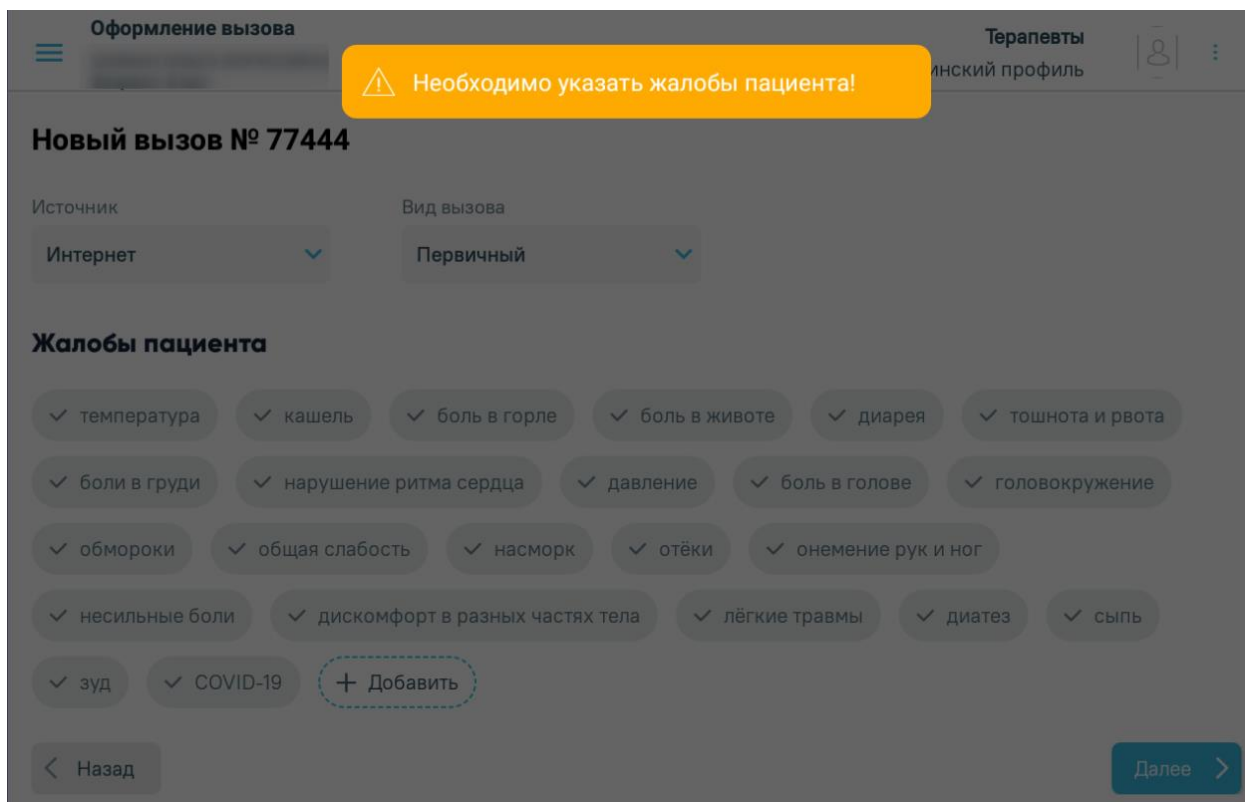 Оформление вызова
Терапевты
инский профиль
Необходимо указать жалобы пациента!
Новый вызов № 77444
Источник
Вид вызова
Интернет
Первичный
Жалобы пациента
температура кашель боль в горле боль в животе диарея тошнота и рвота
боли в груди нарушение ритма сердца давление боль в голове головокружение
обмороки общая слабость насморк отёки онемение рук и ног
несильные боли дискомфорт в разных частях тела лёгкие травмы диатез сыпь
зуд COVID-19 + Добавить
Назад
Далее